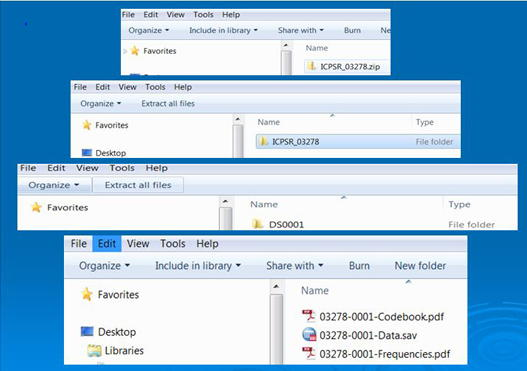 File Edit View Tools Help
Organize Include in library Share with Burn
Favorites Name
ICPSR_03278.zip
File Edit View Tools Help
Organize Extract all files
Favorites Name Type
Desktop ICPSR_03278 File folder
File Edit View Tools Help
Organize Extract all files
Favorites Name Type
DS0001 File folder
File Edit View Tools Help
Organize Include in library Share with Burn New folder
Favorites Name
03278-0001-Codebook.pdf
Desktop 03278-0001-Data.sav
Libraries 03278-0001-Frequencies.pdf